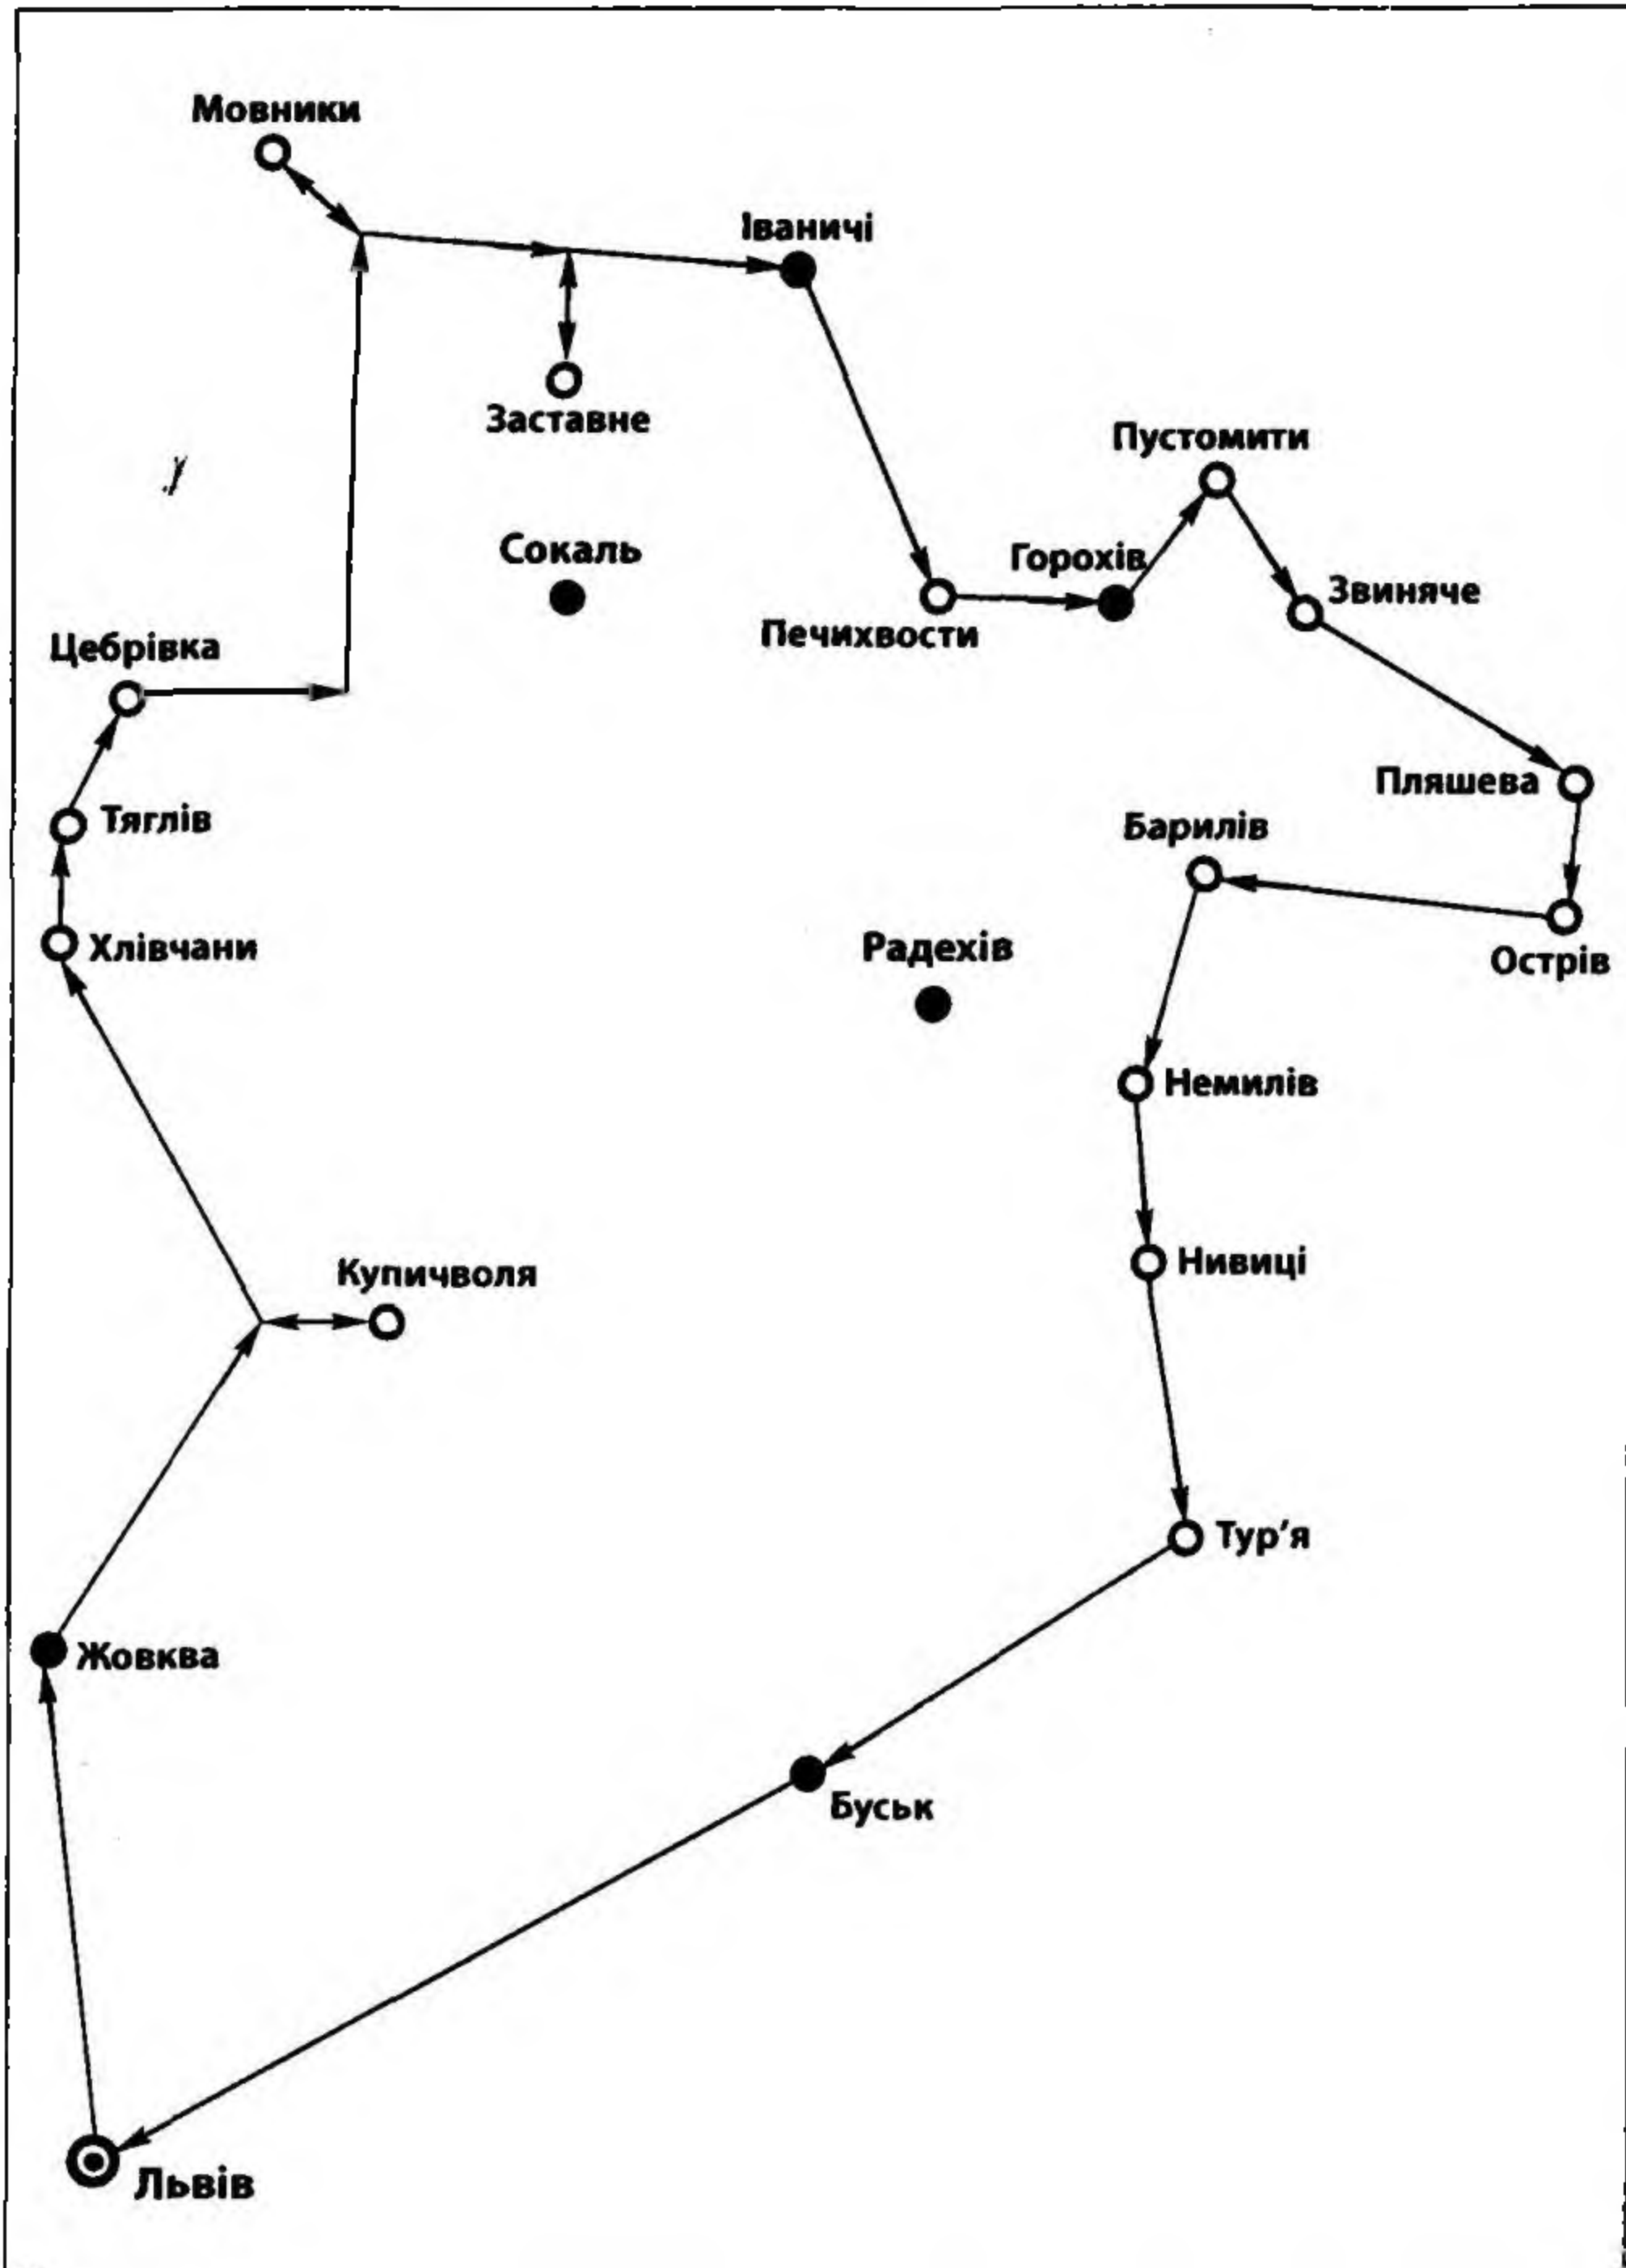 Мовники
Іваничі
Заставне
Пустомити
Сокаль
Горохів
Звиняче
Печихвости
Цебрівка
Пляшева
Тяглів
Барилів
Хлівчани
Радехів
Острів
Немилів
Купичволя
Нивиці
Тур'я
Жовква
Буськ
Львів